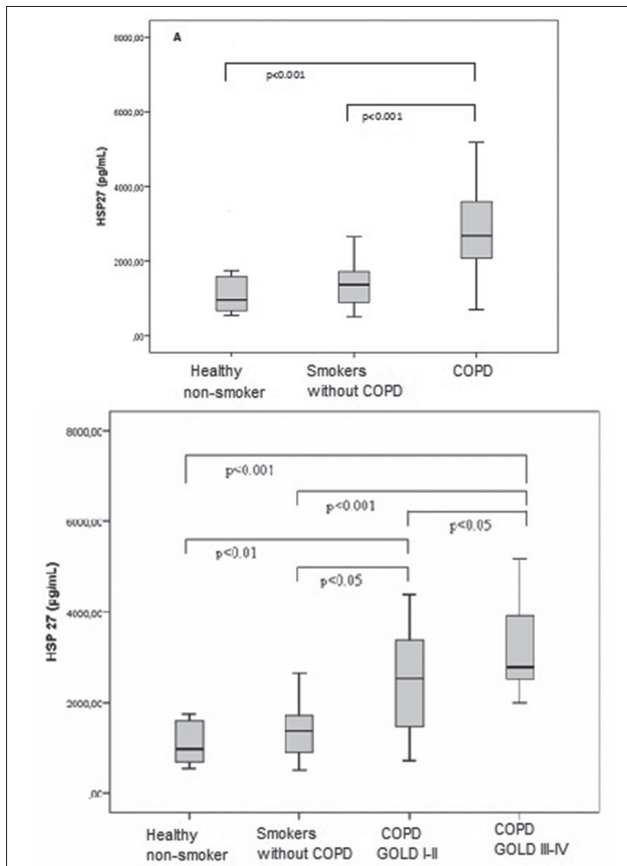 8000,00
A
p<0.001
6000,00
p<0.001
HSP27 (pg/mL)
4000,00
2000,00
,00
Healthy
non-smoker
Smokers
without COPD
COPD
8000,00
p<0.001
p<0.001
6000,00
p<0.05
p<0.01
p<0.05
HSP 27 (pg/mL)
4000,00
2000,00
,00
Healthy
non-smoker
Smokers
without COPD
COPD
GOLD I-II
COPD
GOLD III-IV